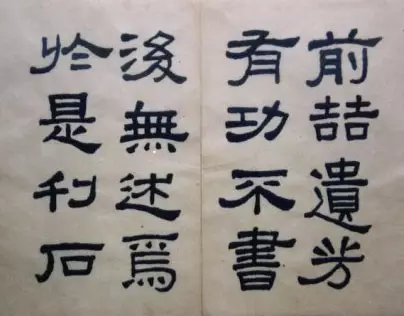 前喆遺芳
有功不書
後無述焉
於是刊石